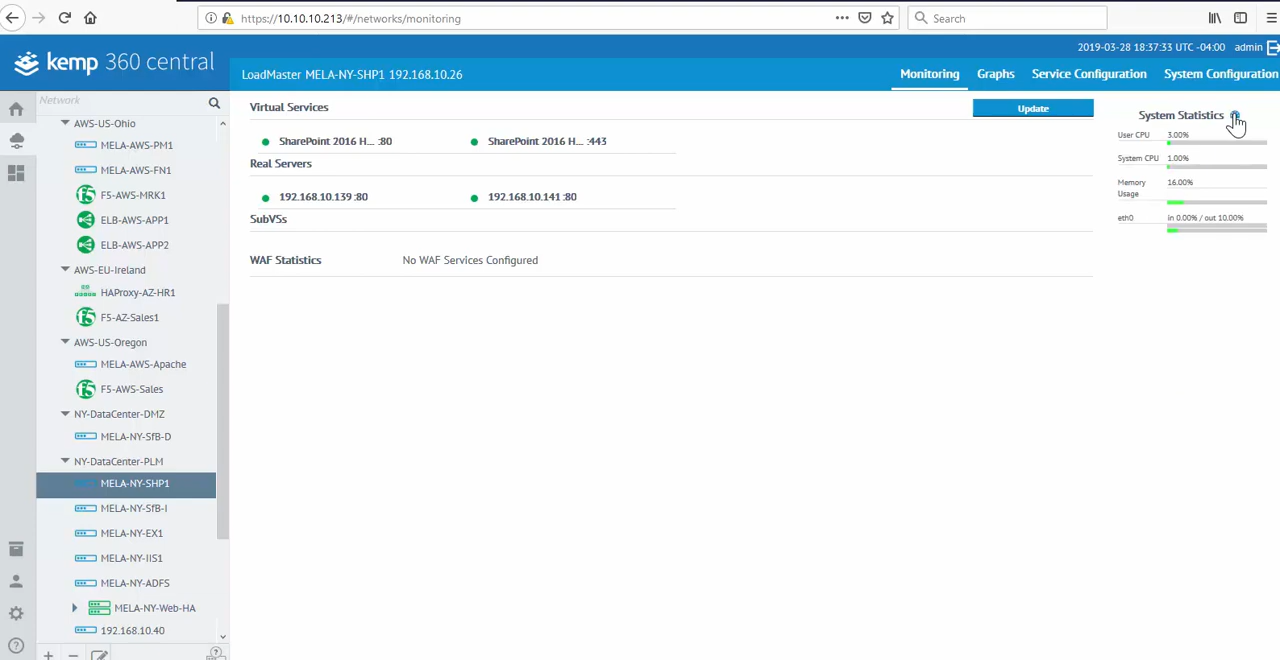 https://10.10.10.213/#/networks/monitoring
Search
2019-03-28 18:37:33 UTC -04:00 admin
kemp 360 central
LoadMaster MELA-NY-SHP1 192.168.10.26
Monitoring
Graphs
Service Configuration
System Configuration
Network
AWS-US-Ohio
MELA-AWS-PM1
MELA-AWS-FN1
F5-AWS-MRK1
ELB-AWS-APP1
ELB-AWS-APP2
AWS-EU-Ireland
HAProxy-AZ-HR1
F5-AZ-Sales1
AWS-US-Oregon
MELA-AWS-Apache
F5-AWS-Sales
NY-DataCenter-DMZ
MELA-NY-SfB-D
NY-DataCenter-PLM
MELA-NY-SHP1
MELA-NY-SfB-I
MELA-NY-EX1
MELA-NY-IIS1
MELA-NY-ADFS
MELA-NY-Web-HA
192.168.10.40
Virtual Services
Update
SharePoint 2016 H... :80
SharePoint 2016 H... :443
Real Servers
192.168.10.139 :80
192.168.10.141 :80
SubVSs
WAF Statistics
No WAF Services Configured
System Statistics
User CPU 3.00%
System CPU 1.00%
Memory 16.00%
Usage
eth0 in 0.00% / out 10.00%